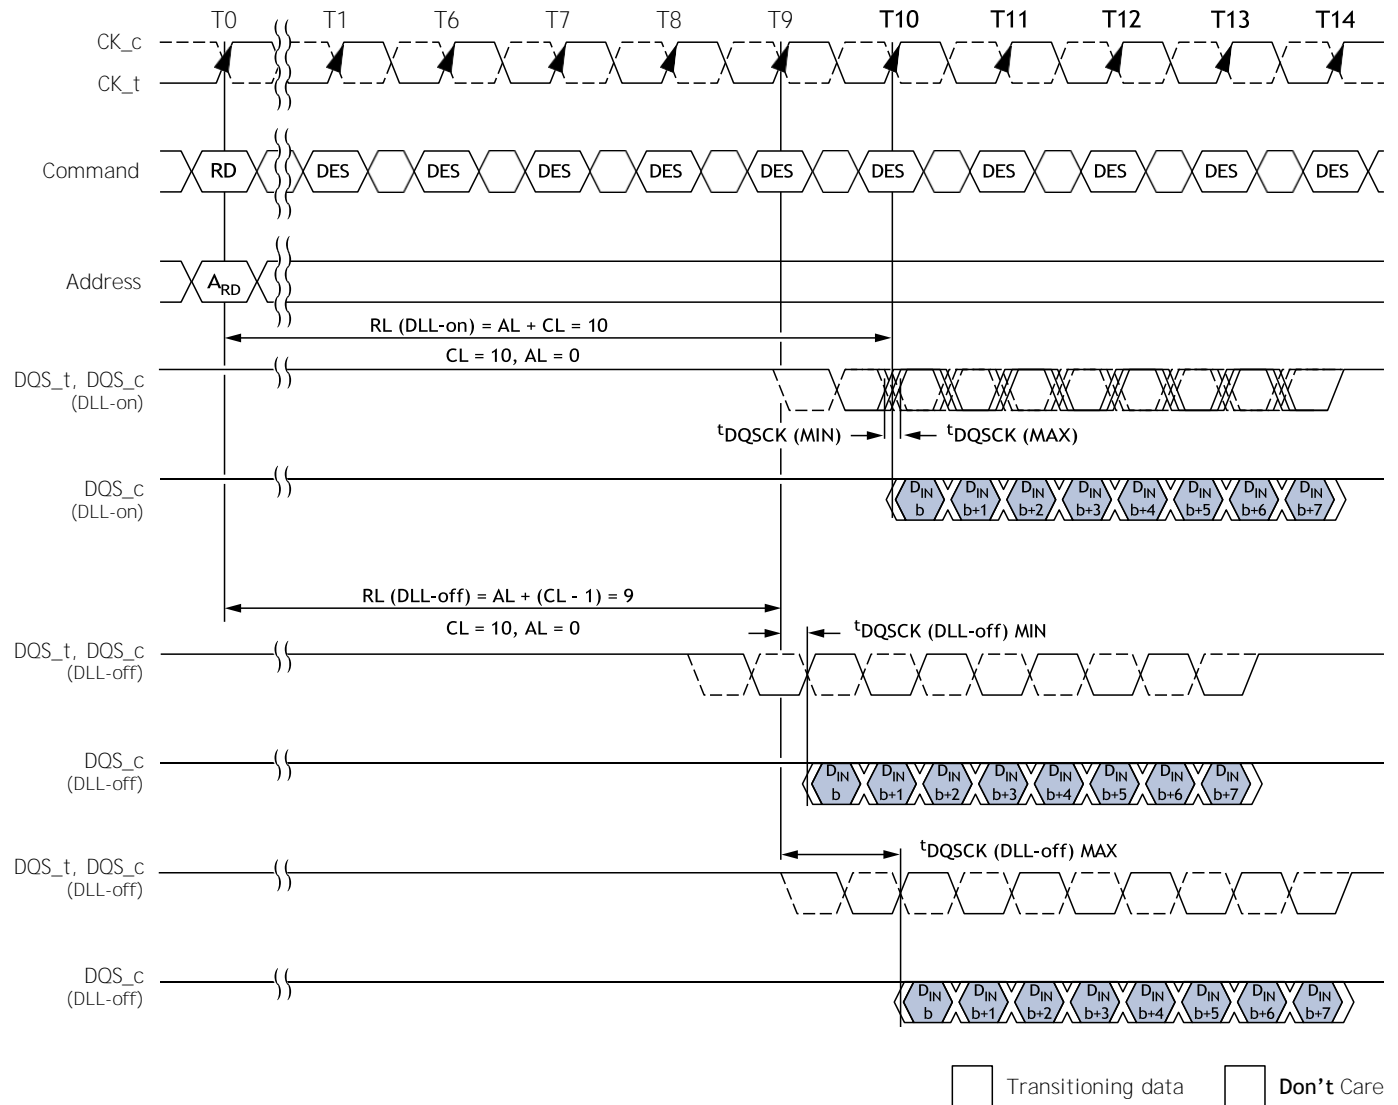 T0 T1 T6 T7 T8 T9 T10 T11 T12 T13 T14
CK_c
CK_t
Command RD DES DES DES DES DES DES DES DES DES DES
Address ARD
RL (DLL-on) = AL + CL = 10
CL = 10, AL = 0
DQS_t, DQS_c
(DLL-on)
tDQSCK (MIN) tDQSCK (MAX)
DQS_c
(DLL-on)
DIN DIN DIN DIN DIN DIN DIN DIN
b b+1 b+2 b+3 b+4 b+5 b+6 b+7
RL (DLL-off) = AL + (CL - 1) = 9
CL = 10, AL = 0
tDQSCK (DLL-off) MIN
DQS_t, DQS_c
(DLL-off)
DQS_c
(DLL-off)
DIN DIN DIN DIN DIN DIN DIN DIN
b b+1 b+2 b+3 b+4 b+5 b+6 b+7
tDQSCK (DLL-off) MAX
DQS_t, DQS_c
(DLL-off)
DQS_c
(DLL-off)
DIN DIN DIN DIN DIN DIN DIN DIN
b b+1 b+2 b+3 b+4 b+5 b+6 b+7
Transitioning data Don't Care